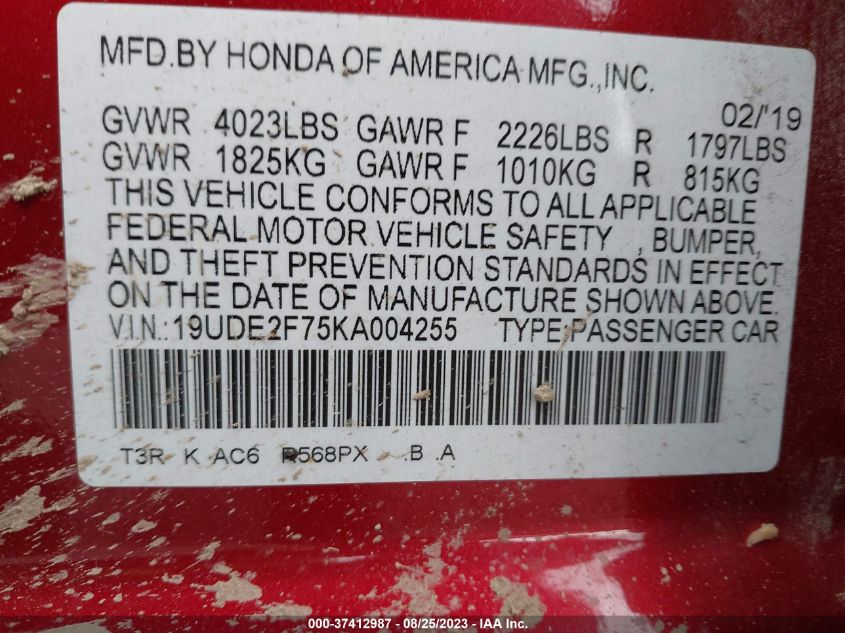 MFD.BY HONDA OF AMERICA MFG.,INC.
02/'19
GVWR 4023LBS GAWR F 2226LBS R 1797LBS
GVWR 1825KG GAWR F 1010KG R 815KG
THIS VEHICLE CONFORMS TO ALL APPLICABLE
FEDERAL MOTOR VEHICLE SAFETY , BUMPER,
AND THEFT PREVENTION STANDARDS IN EFFECT
ON THE DATE OF MANUFACTURE SHOWN ABOVE.
V.I.N.: 19UDE2F75KA004255 TYPE:PASSENGER CAR
T3R K AC6 R568PX .B .A
000-37412987 - 08/25/2023 - IAA Inc.